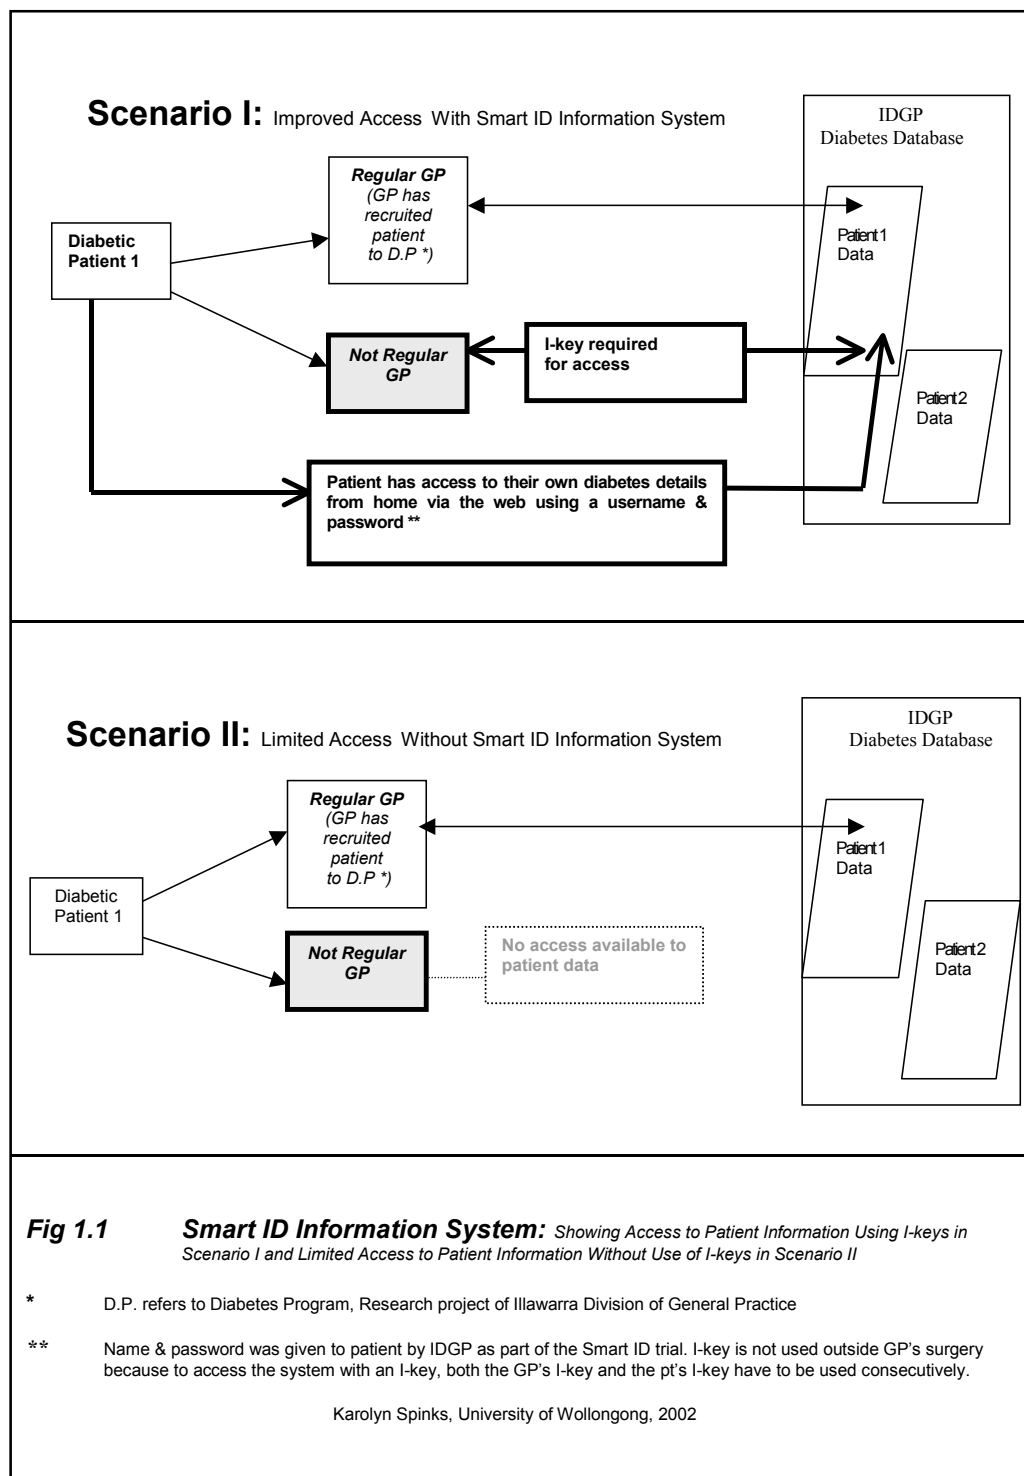 Scenario I: Improved Access With Smart ID Information System
IDGP
Diabetes Database
Regular GP
(GP has
recruited
patient
to D.P *)
Diabetic
Patient 1
Patient 1
Data
Not Regular
GP
I-key required
for access
Patient 2
Data
Patient has access to their own diabetes details
from home via the web using a username &
password **
Scenario II: Limited Access Without Smart ID Information System
IDGP
Diabetes Database
Regular GP
(GP has
recruited
patient
to D.P *)
Patient 1
Data
Diabetic
Patient 1
Not Regular
GP
No access available to
patient data
Patient 2
Data
Fig 1.1 Smart ID Information System: Showing Access to Patient Information Using I-keys in
Scenario I and Limited Access to Patient Information Without Use of I-keys in Scenario II
* D.P. refers to Diabetes Program, Research project of Illawarra Division of General Practice
** Name & password was given to patient by IDGP as part of the Smart ID trial. I-key is not used outside GP's surgery
because to access the system with an I-key, both the GP's I-key and the pt's I-key have to be used consecutively.
Karolyn Spinks, University of Wollongong, 2002